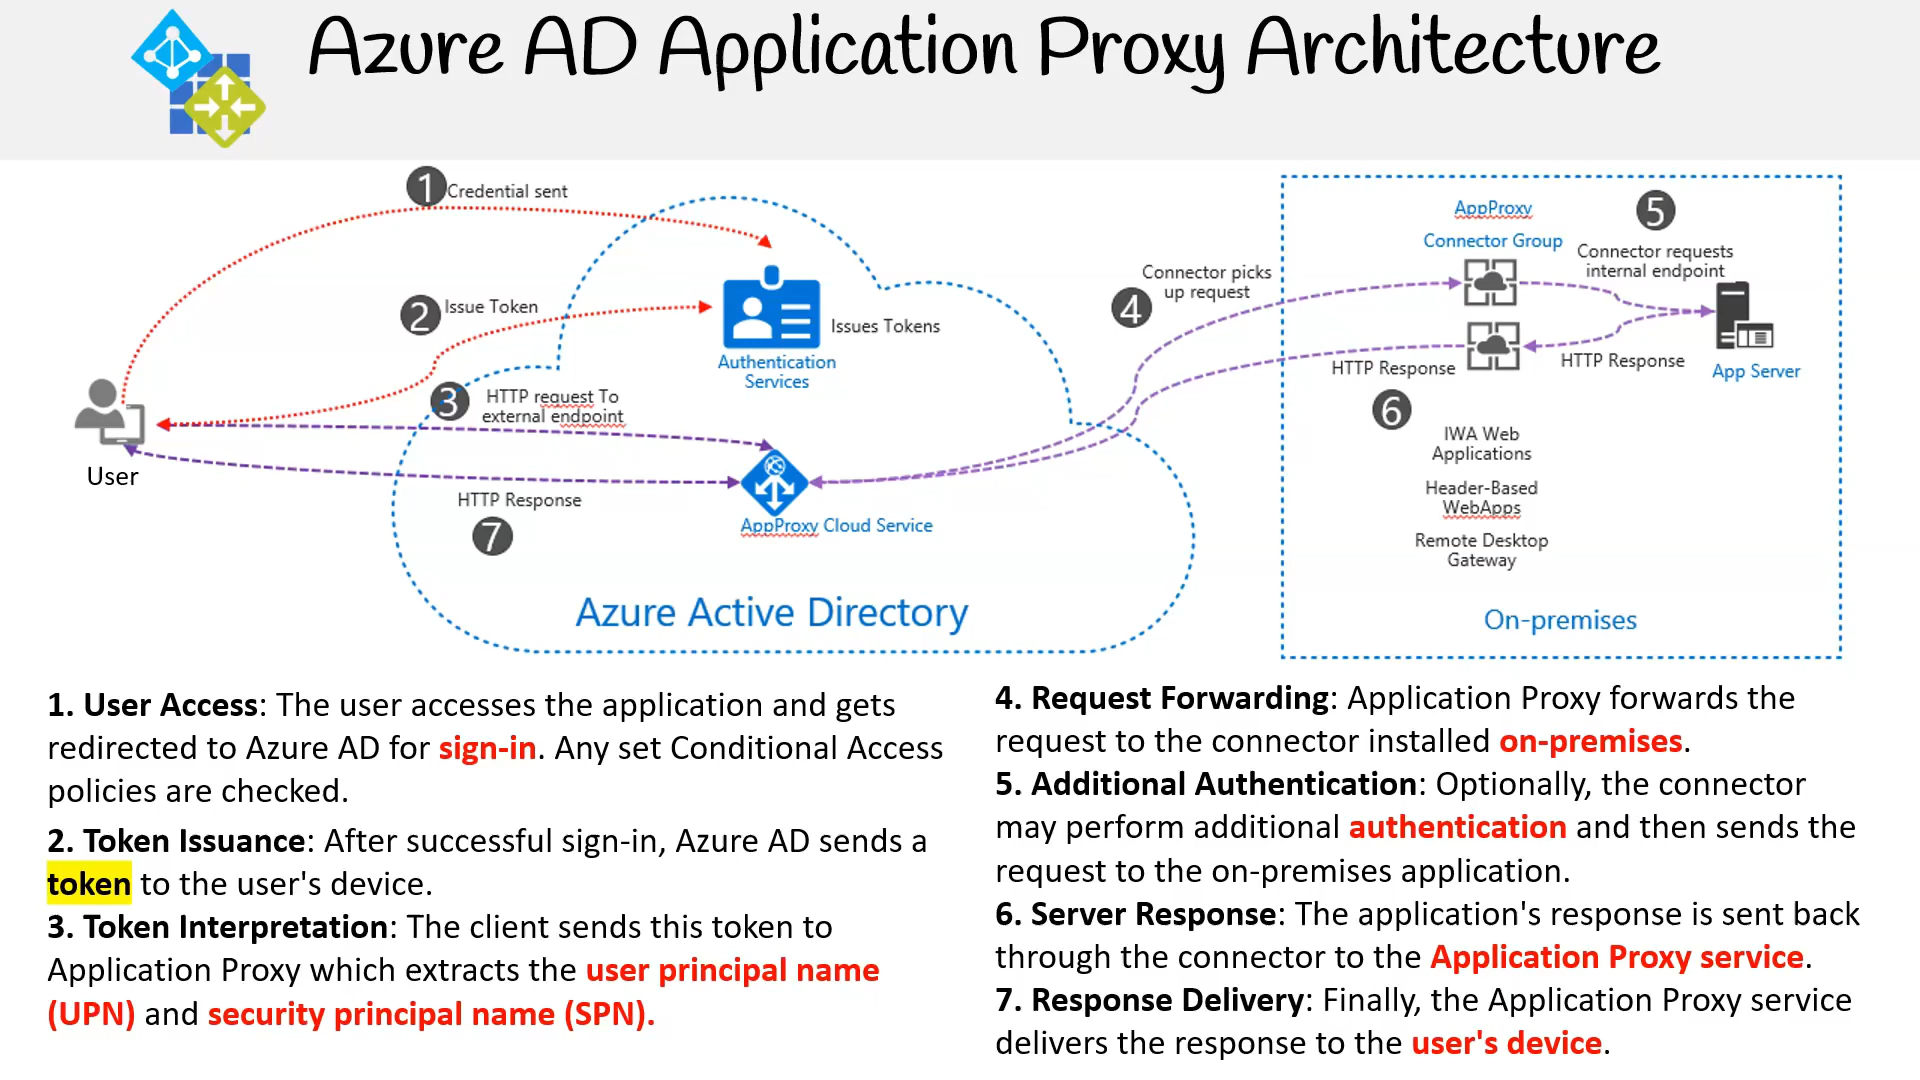 Azure AD Application Proxy Architecture
1 Credential sent
2 Issue Token
Issues Tokens
Authentication
Services
3 HTTP request To
external endpoint
User
HTTP Response
7
AppProxy Cloud Service
Azure Active Directory
4 Connector picks
up request
AppProxy
Connector Group
5
Connector requests
internal endpoint
HTTP Response
HTTP Response
App Server
6
IWA Web
Applications
Header-Based
WebApps
Remote Desktop
Gateway
On-premises
1. User Access: The user accesses the application and gets
redirected to Azure AD for sign-in. Any set Conditional Access
policies are checked.
2. Token Issuance: After successful sign-in, Azure AD sends a
token to the user's device.
3. Token Interpretation: The client sends this token to
Application Proxy which extracts the user principal name
(UPN) and security principal name (SPN).
4. Request Forwarding: Application Proxy forwards the
request to the connector installed on-premises.
5. Additional Authentication: Optionally, the connector
may perform additional authentication and then sends the
request to the on-premises application.
6. Server Response: The application's response is sent back
through the connector to the Application Proxy service.
7. Response Delivery: Finally, the Application Proxy service
delivers the response to the user's device.